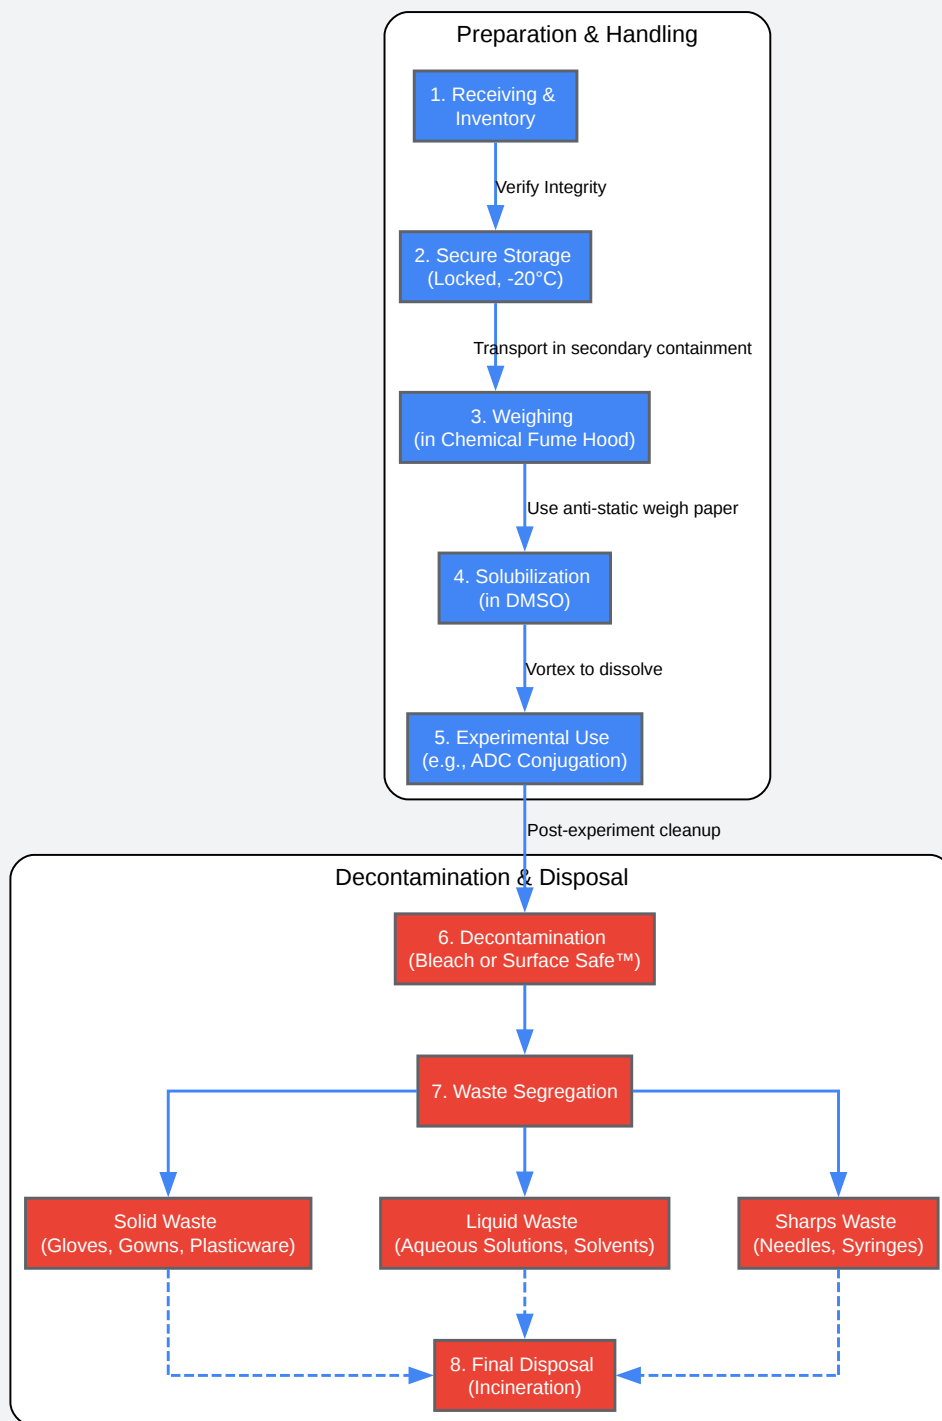 Preparation & Handling
1. Receiving &
Inventory
Verify Integrity
2. Secure Storage
(Locked, -20°C)
Transport in secondary containment
3. Weighing
(in Chemical Fume Hood)
Use anti-static weigh paper
4. Solubilization
(in DMSO)
Vortex to dissolve
5. Experimental Use
(e.g., ADC Conjugation)
Post-experiment cleanup
Decontamination & Disposal
6. Decontamination
(Bleach or Surface Safe™)
7. Waste Segregation
Solid Waste
(Gloves, Gowns, Plasticware)
Liquid Waste
(Aqueous Solutions, Solvents)
Sharps Waste
(Needles, Syringes)
8. Final Disposal
(Incineration)